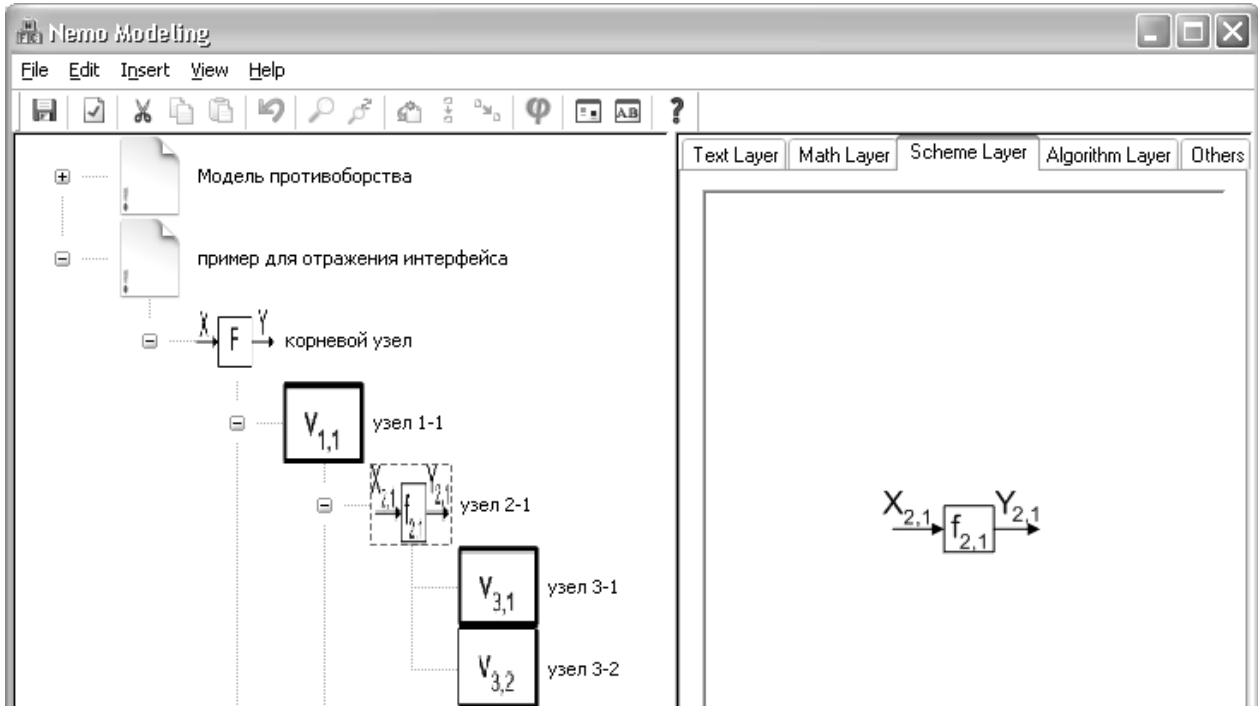 Nemo Modeling
File Edit Insert View Help
AB ?
Text Layer Math Layer Scheme Layer Algorithm Layer Others
Модель противоборства
пример для отражения интерфейса
X F Y корневой узел
V1,1 узел 1-1
X2,1 f2,1 Y2,1 узел 2-1
X2,1 f2,1 Y2,1
V3,1 узел 3-1
V3,2 узел 3-2